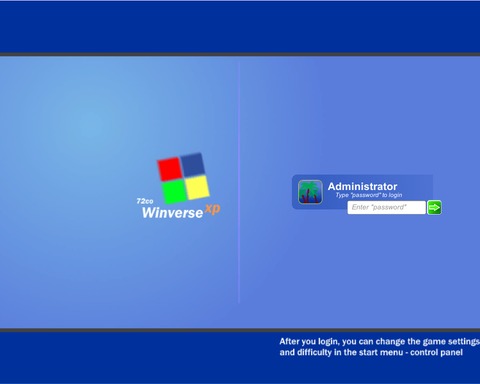 72co
Winverse xp
Administrator
Type "password" to login
Enter "password"
After you login, you can change the game settings
and difficulty in the start menu - control panel